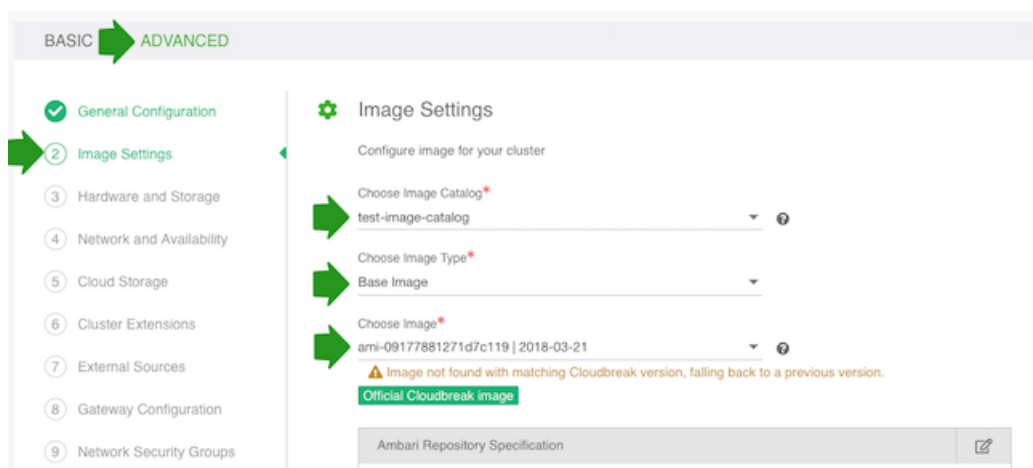 BASIC ADVANCED
General Configuration
2 Image Settings
3 Hardware and Storage
4 Network and Availability
5 Cloud Storage
6 Cluster Extensions
7 External Sources
8 Gateway Configuration
9 Network Security Groups
Image Settings
Configure image for your cluster
Choose Image Catalog*
test-image-catalog
Choose Image Type*
Base Image
Choose Image*
ami-09177881271d7c119 | 2018-03-21
Image not found with matching Cloudbreak version, falling back to a previous version.
Official Cloudbreak image
Ambari Repository Specification